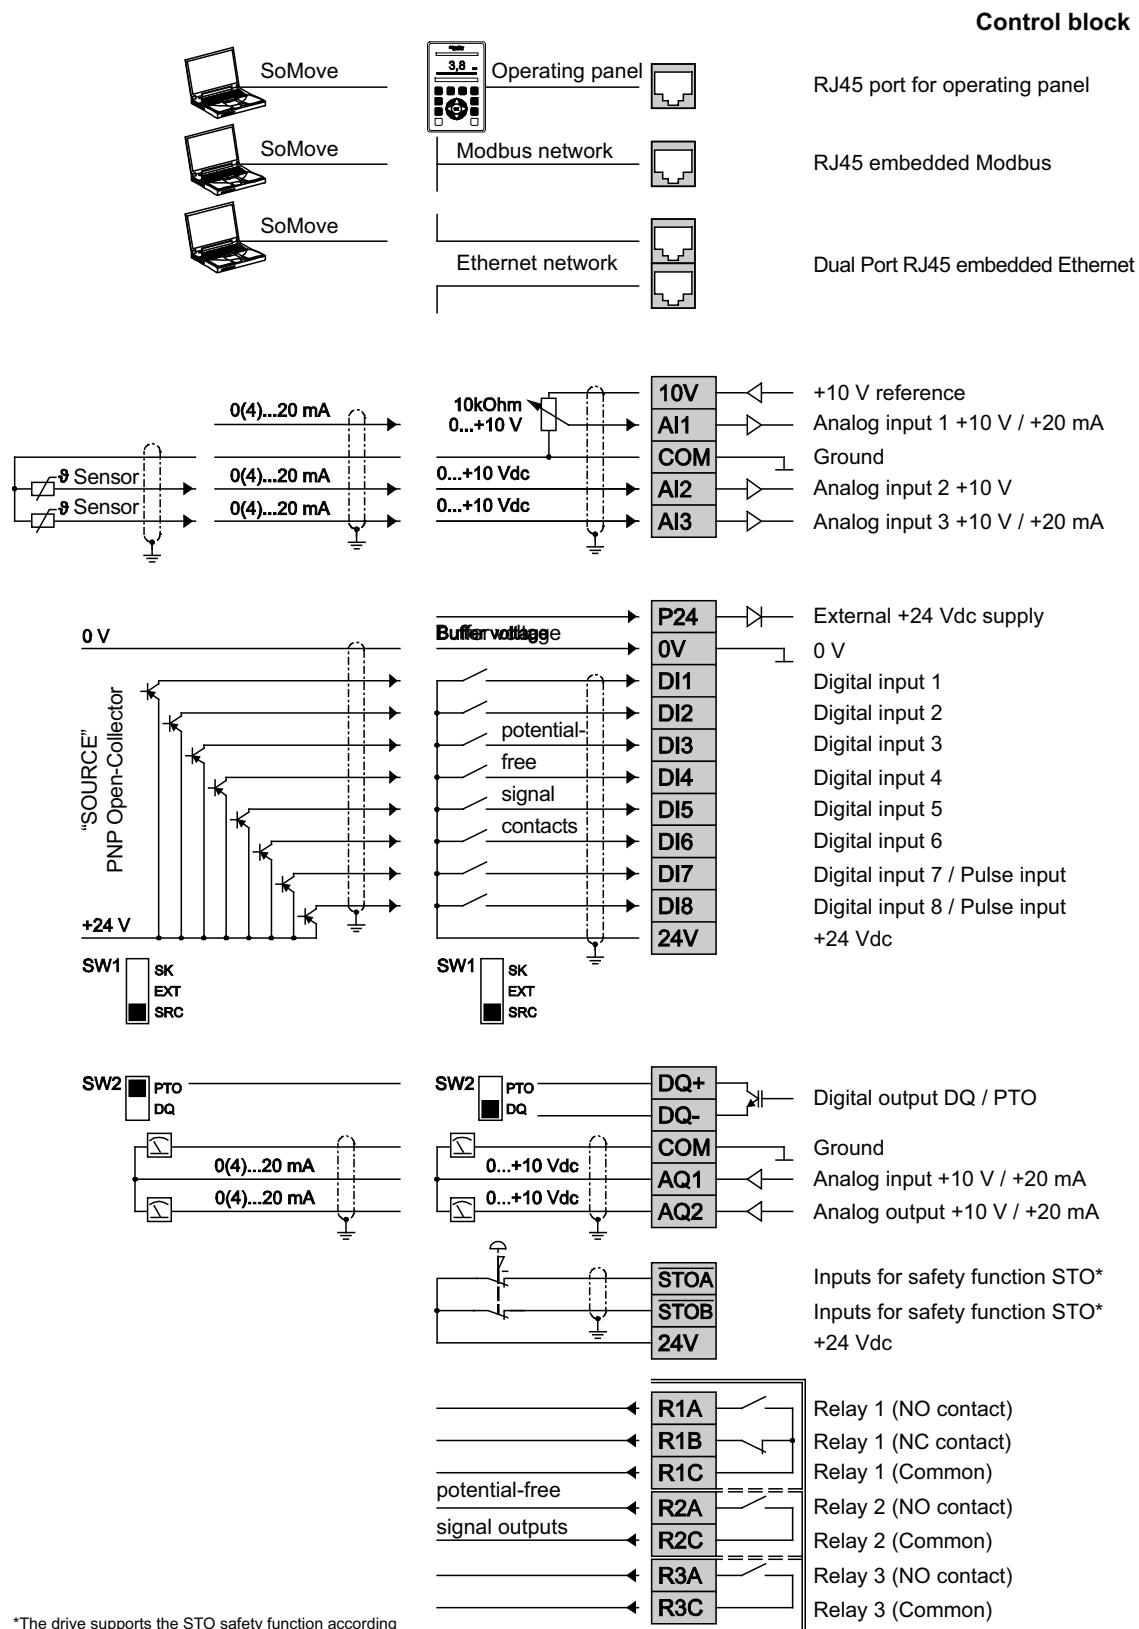 Control block
SoMove
3,8
Operating panel
RJ45 port for operating panel
SoMove
Modbus network
RJ45 embedded Modbus
SoMove
Ethernet network
Dual Port RJ45 embedded Ethernet
10V
+10 V reference
0(4)...20 mA
10kOhm
0...+10 V
AI1
Analog input 1 +10 V / +20 mA
COM
Ground
ϑ Sensor
0(4)...20 mA
0...+10 Vdc
AI2
Analog input 2 +10 V
ϑ Sensor
0(4)...20 mA
0...+10 Vdc
AI3
Analog input 3 +10 V / +20 mA
P24
External +24 Vdc supply
0 V
Buffer voltage
0V
0 V
DI1
Digital input 1
DI2
Digital input 2
"SOURCE"
PNP Open-Collector
potential-
DI3
Digital input 3
free
DI4
Digital input 4
signal
DI5
Digital input 5
contacts
DI6
Digital input 6
DI7
Digital input 7 / Pulse input
DI8
Digital input 8 / Pulse input
+24 V
24V
+24 Vdc
SW1
SK
EXT
SRC
SW1
SK
EXT
SRC
SW2
PTO
DQ
SW2
PTO
DQ
DQ+
DQ-
Digital output DQ / PTO
COM
Ground
0(4)...20 mA
0...+10 Vdc
AQ1
Analog input +10 V / +20 mA
0(4)...20 mA
0...+10 Vdc
AQ2
Analog output +10 V / +20 mA
STOA
Inputs for safety function STO*
STOB
Inputs for safety function STO*
24V
+24 Vdc
R1A
Relay 1 (NO contact)
R1B
Relay 1 (NC contact)
R1C
Relay 1 (Common)
potential-free
R2A
Relay 2 (NO contact)
signal outputs
R2C
Relay 2 (Common)
R3A
Relay 3 (NO contact)
R3C
Relay 3 (Common)
*The drive supports the STO safety function according